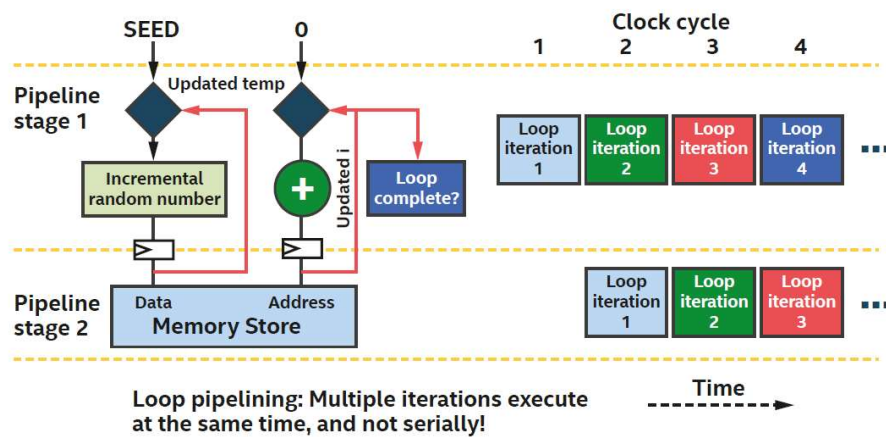 SEED
0
Clock cycle
1 2 3 4
Updated temp
Pipeline
stage 1
Incremental
random number
+
Updated i
Loop
complete?
Loop
iteration
1
Loop
iteration
2
Loop
iteration
3
Loop
iteration
4
Pipeline
stage 2
Data
Address
Memory Store
Loop
iteration
1
Loop
iteration
2
Loop
iteration
3
Loop pipelining: Multiple iterations execute
at the same time, and not serially!
Time